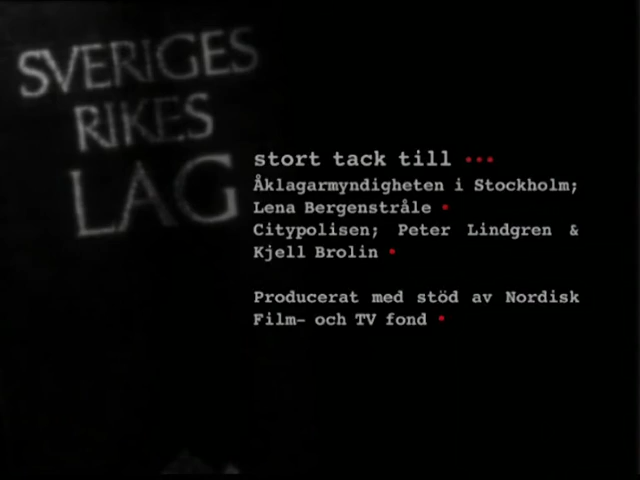 SVERIGES
RIKES
LAG
stort tack till •••
Åklagarmyndigheten i Stockholm;
Lena Bergenstråle •
Citypolisen; Peter Lindgren &
Kjell Brolin •
Producerat med stöd av Nordisk
Film- och TV fond •